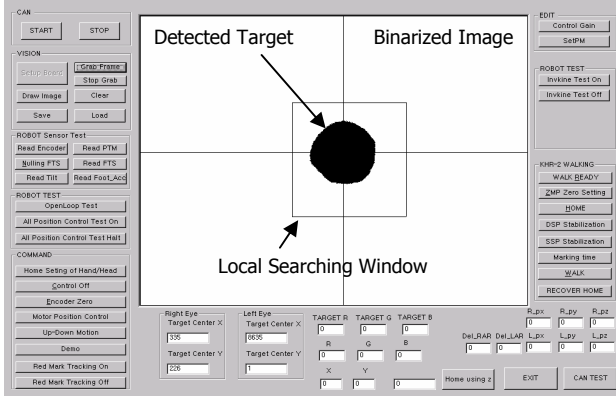 CAN
START STOP
VISION
Setup Board Grab Frame
Stop Grab
Draw Image Clear
Save Load
ROBOT Sensor Test
Read Encoder Read PTM
Nulling FTS Read FTS
Read Tilt Read Foot_Acc
ROBOT TEST
OpenLoop Test
All Position Control Test On
All Position Control Test Halt
COMMAND
Home Seting of Hand/Head
Control Off
Encoder Zero
Motor Position Control
Up-Down Motion
Demo
Red Mark Tracking On
Red Mark Tracking Off
Detected Target Binarized Image
Local Searching Window
Right Eye
Target Center X
335
Target Center Y
226
Left Eye
Target Center X
8635
Target Center Y
1
TARGET R TARGET G TARGET B
0 0 0
R G B
0 0 0
X Y
0 0 0
EDIT
Control Gain
SetPM
ROBOT TEST
Invkine Test On
Invkine Test Off
KHR-2 WALKING
WALK READY
ZMP Zero Setting
HOME
DSP Stabilization
SSP Stabilization
Marking time
WALK
RECOVER HOME
R_px R_py R_pz
0 0 0
Del_RAR Del_LAR L_px L_py L_pz
0 0 0 0 0
Home using z EXIT CAN TEST